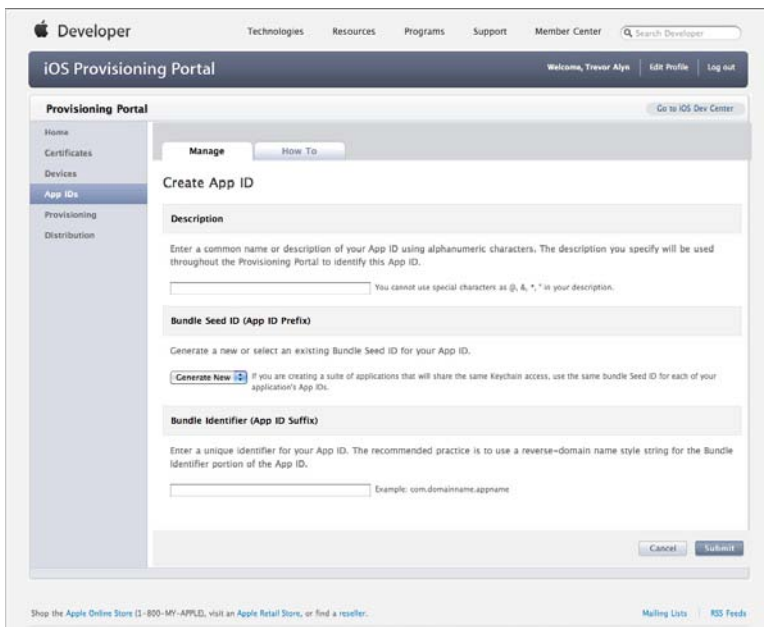 Developer
Technologies Resources Programs Support Member Center Search Developer
iOS Provisioning Portal
Welcome, Trevor Alyn Edit Profile Log out
Provisioning Portal
Go to iOS Dev Center
Home
Certificates
Devices
App IDs
Provisioning
Distribution
Manage How To
Create App ID
Description
Enter a common name or description of your App ID using alphanumeric characters. The description you specify will be used
throughout the Provisioning Portal to identify this App ID.
You cannot use special characters as @, &, *, " in your description.
Bundle Seed ID (App ID Prefix)
Generate a new or select an existing Bundle Seed ID for your App ID.
Generate New
If you are creating a suite of applications that will share the same Keychain access, use the same bundle Seed ID for each of your
application's App IDs.
Bundle Identifier (App ID Suffix)
Enter a unique identifier for your App ID. The recommended practice is to use a reverse-domain name style string for the Bundle
Identifier portion of the App ID.
Example: com.domainname.appname
Cancel Submit
Shop the Apple Online Store (1-800-MY-APPLE), visit an Apple Retail Store, or find a reseller.
Mailing Lists RSS Feeds